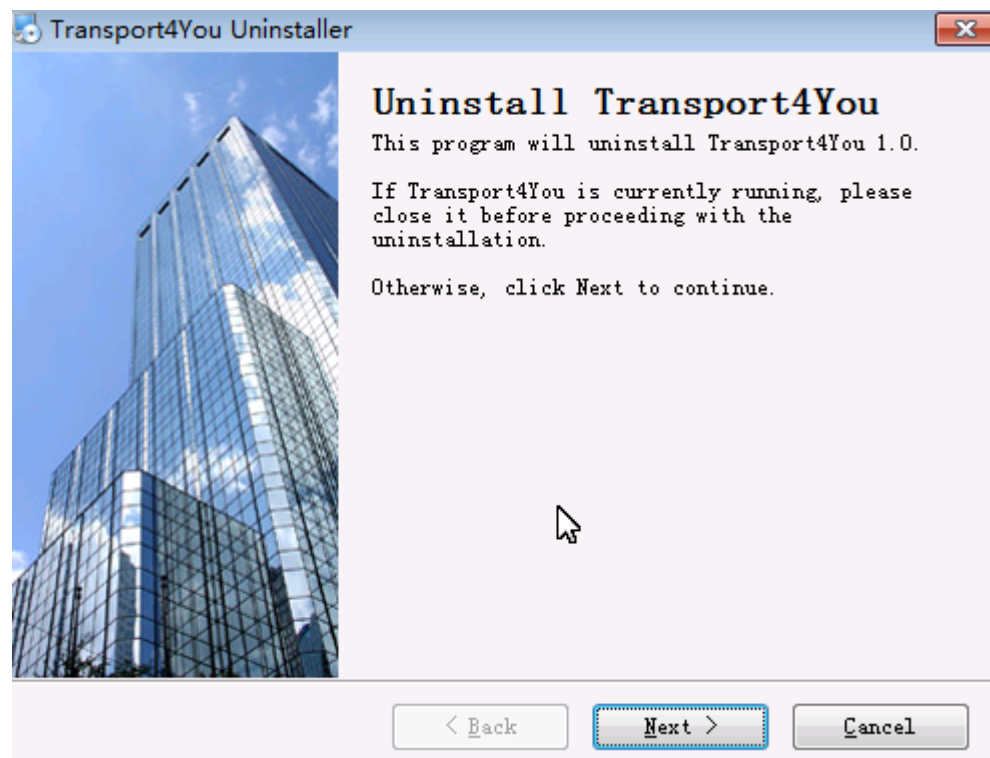 Transport4You Uninstaller
Uninstall Transport4You
This program will uninstall Transport4You 1.0.
If Transport4You is currently running, please
close it before proceeding with the
uninstallation.
Otherwise, click Next to continue.
< Back
Next >
Cancel